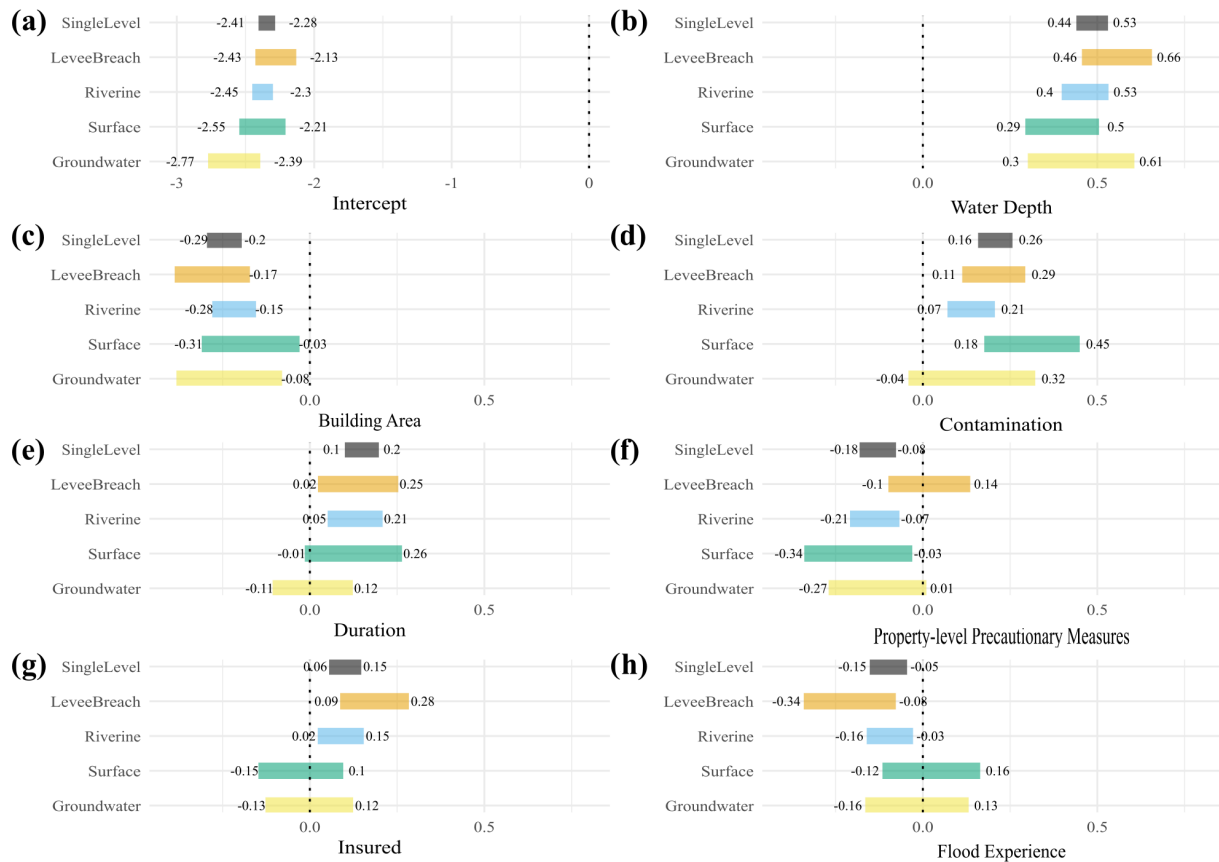 (a)
SingleLevel -2.41 -2.28
LeveeBreach -2.43 -2.13
Riverine -2.45 -2.3
Surface -2.55 -2.21
Groundwater -2.77 -2.39
-3 -2 -1 0
Intercept
(b)
SingleLevel 0.44 0.53
LeveeBreach 0.46 0.66
Riverine 0.4 0.53
Surface 0.29 0.5
Groundwater 0.3 0.61
0.0 0.5
Water Depth
(c)
SingleLevel -0.29 -0.2
LeveeBreach -0.17
Riverine -0.28 -0.15
Surface -0.31 -0.03
Groundwater -0.08
0.0 0.5
Building Area
(d)
SingleLevel 0.16 0.26
LeveeBreach 0.11 0.29
Riverine 0.07 0.21
Surface 0.18 0.45
Groundwater -0.04 0.32
0.0 0.5
Contamination
(e)
SingleLevel 0.1 0.2
LeveeBreach 0.02 0.25
Riverine 0.05 0.21
Surface -0.01 0.26
Groundwater -0.11 0.12
0.0 0.5
Duration
(f)
SingleLevel -0.18 -0.08
LeveeBreach -0.1 0.14
Riverine -0.21 -0.07
Surface -0.34 -0.03
Groundwater -0.27 0.01
0.0 0.5
Property-level Precautionary Measures
(g)
SingleLevel 0.06 0.15
LeveeBreach 0.09 0.28
Riverine 0.02 0.15
Surface -0.15 0.1
Groundwater -0.13 0.12
0.0 0.5
Insured
(h)
SingleLevel -0.15 -0.05
LeveeBreach -0.34 -0.08
Riverine -0.16 -0.03
Surface -0.12 0.16
Groundwater -0.16 0.13
0.0 0.5
Flood Experience